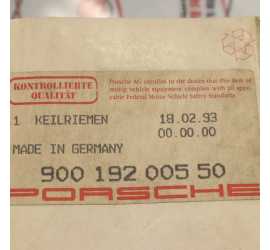 KONTROLLIERTE
QUALITÄT
Porsche AG certifies to the dealer that this item of
motor vehicle equipment complies with all appli-
cable Federal Motor Vehicle Safety Standards.
1 KEILRIEMEN 18.02.93
00.00.00
MADE IN GERMANY
900 192 005 50
PORSCHE